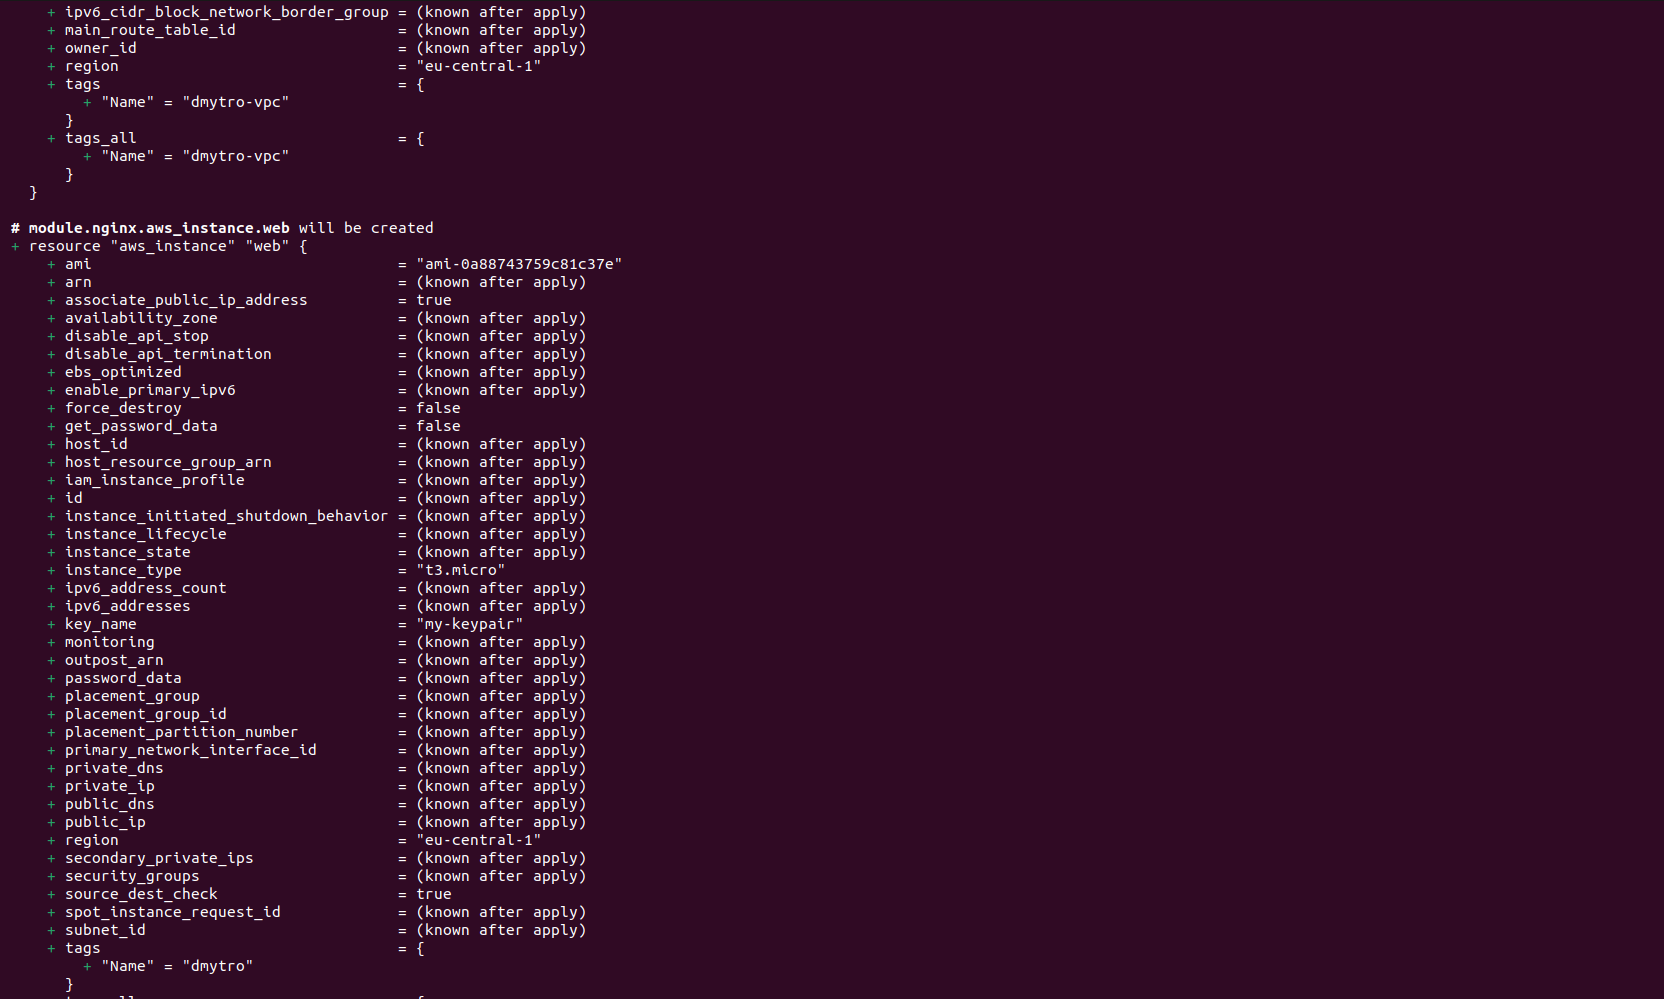 + ipv6_cidr_block_network_border_group = (known after apply)
+ main_route_table_id = (known after apply)
+ owner_id = (known after apply)
+ region = "eu-central-1"
+ tags = {
+ "Name" = "dmytro-vpc"
}
+ tags_all = {
+ "Name" = "dmytro-vpc"
}
}
# module.nginx.aws_instance.web will be created
+ resource "aws_instance" "web" {
+ ami = "ami-0a88743759c81c37e"
+ arn = (known after apply)
+ associate_public_ip_address = true
+ availability_zone = (known after apply)
+ disable_api_stop = (known after apply)
+ disable_api_termination = (known after apply)
+ ebs_optimized = (known after apply)
+ enable_primary_ipv6 = (known after apply)
+ force_destroy = false
+ get_password_data = false
+ host_id = (known after apply)
+ host_resource_group_arn = (known after apply)
+ iam_instance_profile = (known after apply)
+ id = (known after apply)
+ instance_initiated_shutdown_behavior = (known after apply)
+ instance_lifecycle = (known after apply)
+ instance_state = (known after apply)
+ instance_type = "t3.micro"
+ ipv6_address_count = (known after apply)
+ ipv6_addresses = (known after apply)
+ key_name = "my-keypair"
+ monitoring = (known after apply)
+ outpost_arn = (known after apply)
+ password_data = (known after apply)
+ placement_group = (known after apply)
+ placement_group_id = (known after apply)
+ placement_partition_number = (known after apply)
+ primary_network_interface_id = (known after apply)
+ private_dns = (known after apply)
+ private_ip = (known after apply)
+ public_dns = (known after apply)
+ public_ip = (known after apply)
+ region = "eu-central-1"
+ secondary_private_ips = (known after apply)
+ security_groups = (known after apply)
+ source_dest_check = true
+ spot_instance_request_id = (known after apply)
+ subnet_id = (known after apply)
+ tags = {
+ "Name" = "dmytro"
}